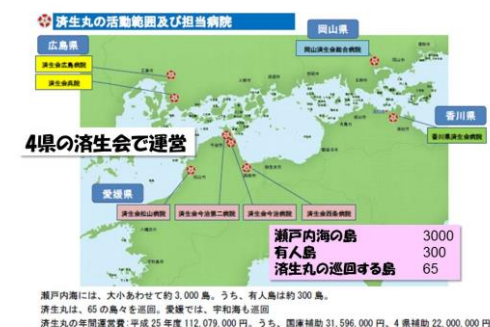 済生丸の活動範囲及び担当病院
広島県
岡山県
済生会広島病院
済生会呉病院
岡山済生会総合病院
香川県
香川県済生会病院
4県の済生会で運営
愛媛県
済生会松山病院
済生会今治第二病院
済生会今治病院
済生会西条病院
瀬戸内海の島 3000
有人島 300
済生丸の巡回する島 65
瀬戸内海には、大小あわせて約3,000島。うち、有人島は約300島。
済生丸は、65の島々を巡回。愛媛では、宇和海も巡回
済生丸の年間運営費:平成25年度112,079,000円。うち、国庫補助31,596,000円、4県補助22,000,000円